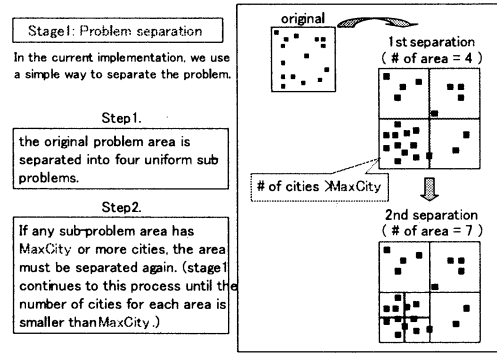 Stage1: Problem separation
In the current implementation, we use
a simple way to separate the problem.
Step1.
the original problem area is
separated into four uniform sub
problems.
Step2.
If any sub-problem area has
MaxCity or more cities, the area
must be separated again. (stage1
continues to this process until the
number of cities for each area is
smaller than MaxCity.)
original
1st separation
( # of area = 4 )
# of cities >MaxCity
2nd separation
( # of area = 7 )